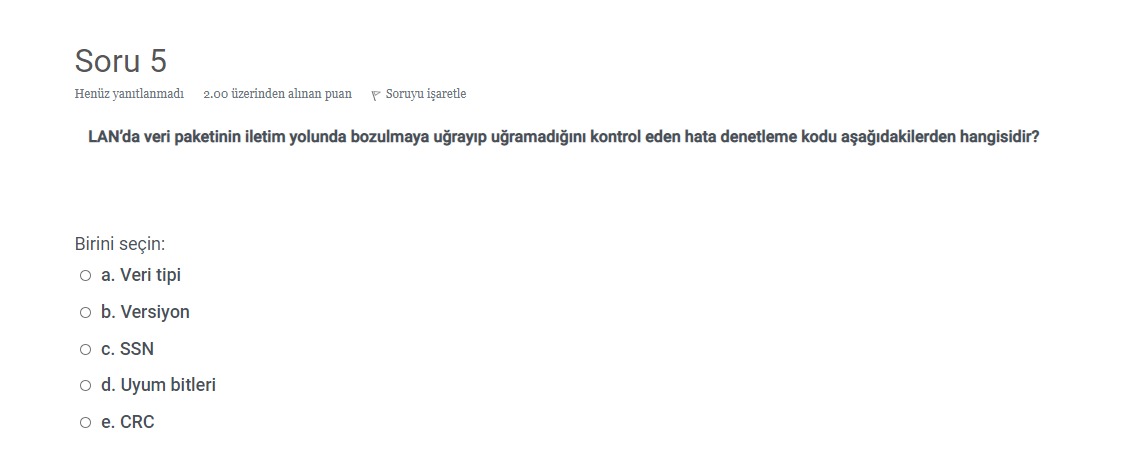 Soru 5
Henüz yanıtlanmadı 2.00 üzerinden alınan puan Soruyu işaretle
LAN'da veri paketinin iletim yolunda bozulmaya uğrayıp uğramadığını kontrol eden hata denetleme kodu aşağıdakilerden hangisidir?
Birini seçin:
a. Veri tipi
b. Versiyon
c. SSN
d. Uyum bitleri
e. CRC